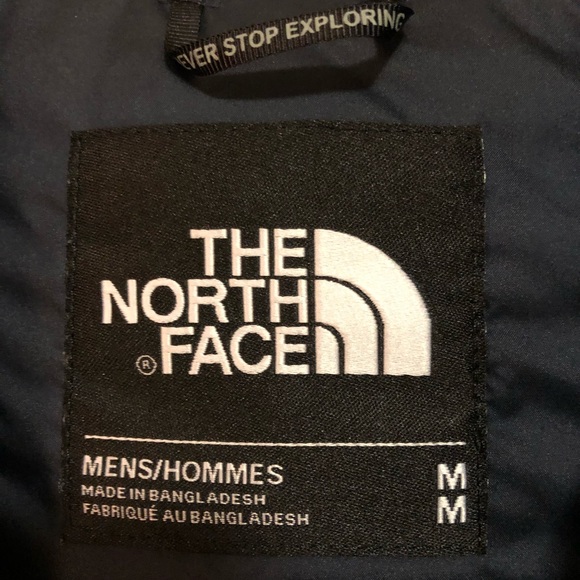 EVER STOP EXPLORING
THE
NORTH
FACE
®
MENS/HOMMES M
MADE IN BANGLADESH
FABRIQUÉ AU BANGLADESH M